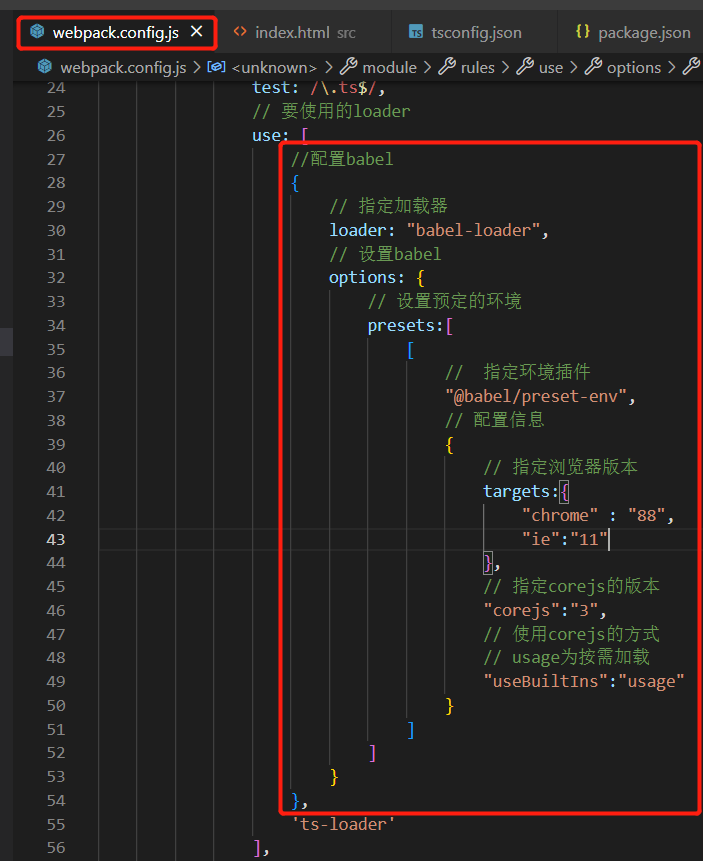 webpack.config.js index.html src tsconfig.json package.json
webpack.config.js <unknown> module rules use options
24 test: /\.ts$/,
25 // 要使用的loader
26 use: [
27 //配置babel
28 {
29 // 指定加载器
30 loader: "babel-loader",
31 // 设置babel
32 options: {
33 // 设置预定的环境
34 presets:[
35 [
36 //  指定环境插件
37 "@babel/preset-env",
38 // 配置信息
39 {
40 // 指定浏览器版本
41 targets:{
42 "chrome" : "88",
43 "ie":"11"
44 },
45 // 指定corejs的版本
46 "corejs":"3",
47 // 使用corejs的方式
48 // usage为按需加载
49 "useBuiltIns":"usage"
50 }
51 ]
52 ]
53 }
54 },
55 'ts-loader'
56 ],